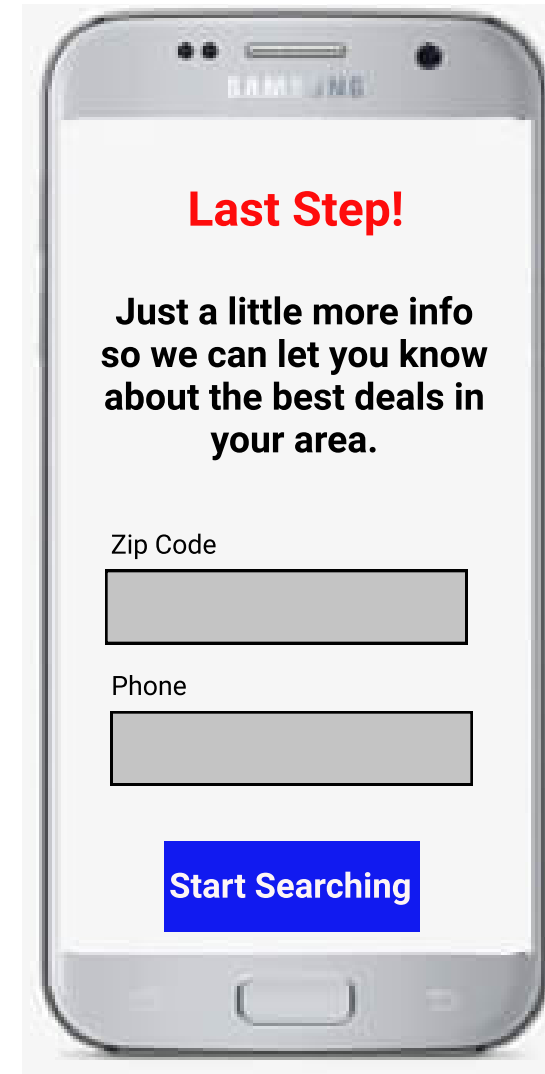 SAMSUNG
Last Step!
Just a little more info
so we can let you know
about the best deals in
your area.
Zip Code
Phone
Start Searching